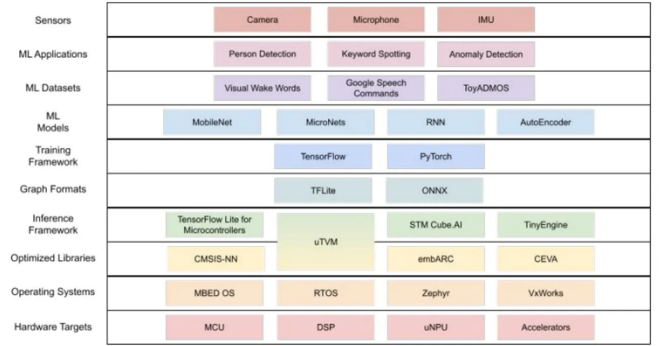 Sensors
Camera Microphone IMU
ML Applications
Person Detection Keyword Spotting Anomaly Detection
ML Datasets
Visual Wake Words Google Speech Commands ToyADMOS
ML
Models
MobileNet MicroNets RNN AutoEncoder
Training
Framework
TensorFlow PyTorch
Graph Formats
TFLite ONNX
Inference
Framework
TensorFlow Lite for
Microcontrollers
uTVM
STM Cube.AI TinyEngine
Optimized Libraries
CMSIS-NN embARC CEVA
Operating Systems
MBED OS RTOS Zephyr VxWorks
Hardware Targets
MCU DSP uNPU Accelerators